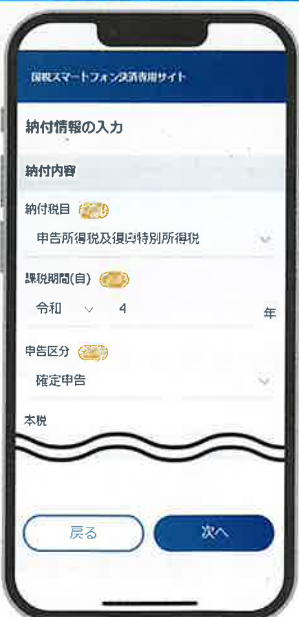 国税スマートフォン決済専用サイト
納付情報の入力
納付内容
納付税目
申告所得税及復興特別所得税
課税期間(自)
令和 4 年
申告区分
確定申告
本税
戻る 次へ